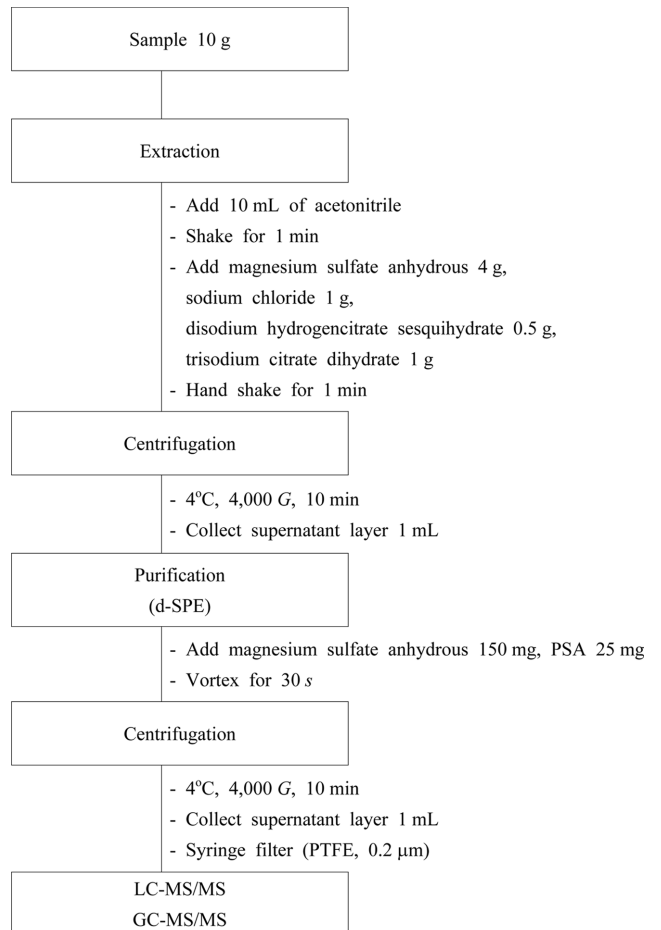 Sample 10 g
Extraction
- Add 10 mL of acetonitrile
- Shake for 1 min
- Add magnesium sulfate anhydrous 4 g,
sodium chloride 1 g,
disodium hydrogencitrate sesquihydrate 0.5 g,
trisodium citrate dihydrate 1 g
- Hand shake for 1 min
Centrifugation
- 4°C, 4,000 G, 10 min
- Collect supernatant layer 1 mL
Purification
(d-SPE)
- Add magnesium sulfate anhydrous 150 mg, PSA 25 mg
- Vortex for 30 s
Centrifugation
- 4°C, 4,000 G, 10 min
- Collect supernatant layer 1 mL
- Syringe filter (PTFE, 0.2 μm)
LC-MS/MS
GC-MS/MS